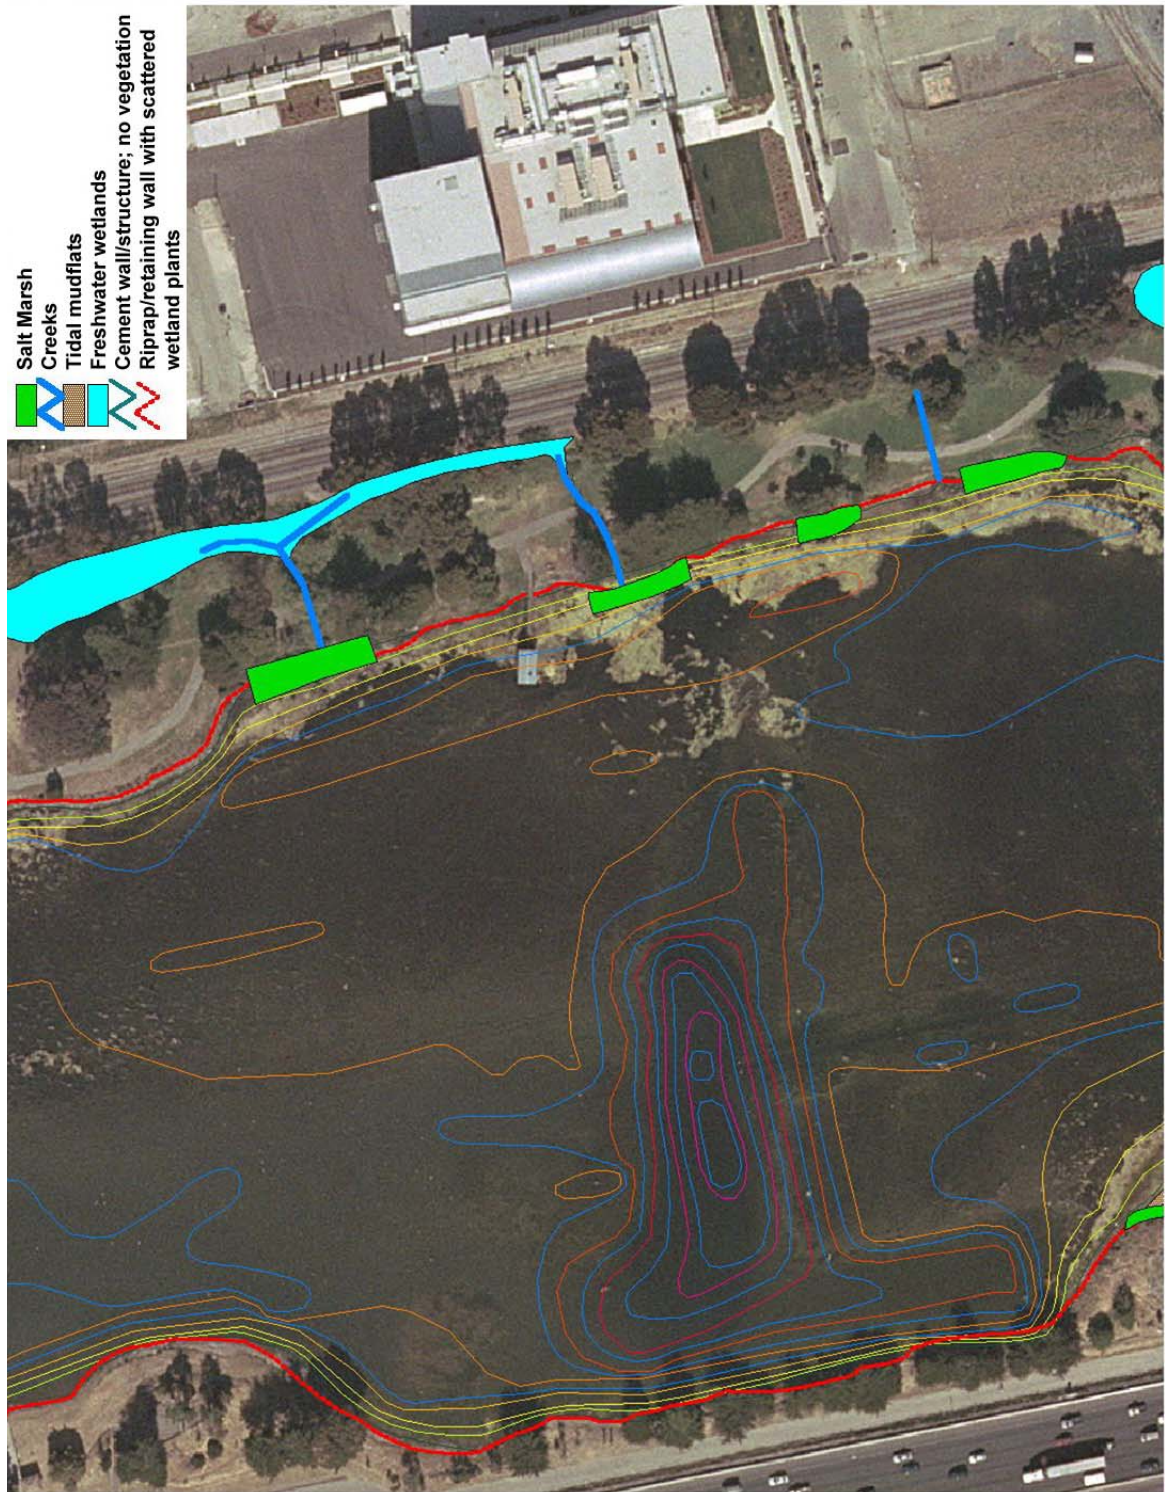 Salt Marsh
Creeks
Tidal mudflats
Freshwater wetlands
Cement wall/structure; no vegetation
Riprap/retaining wall with scattered
wetland plants